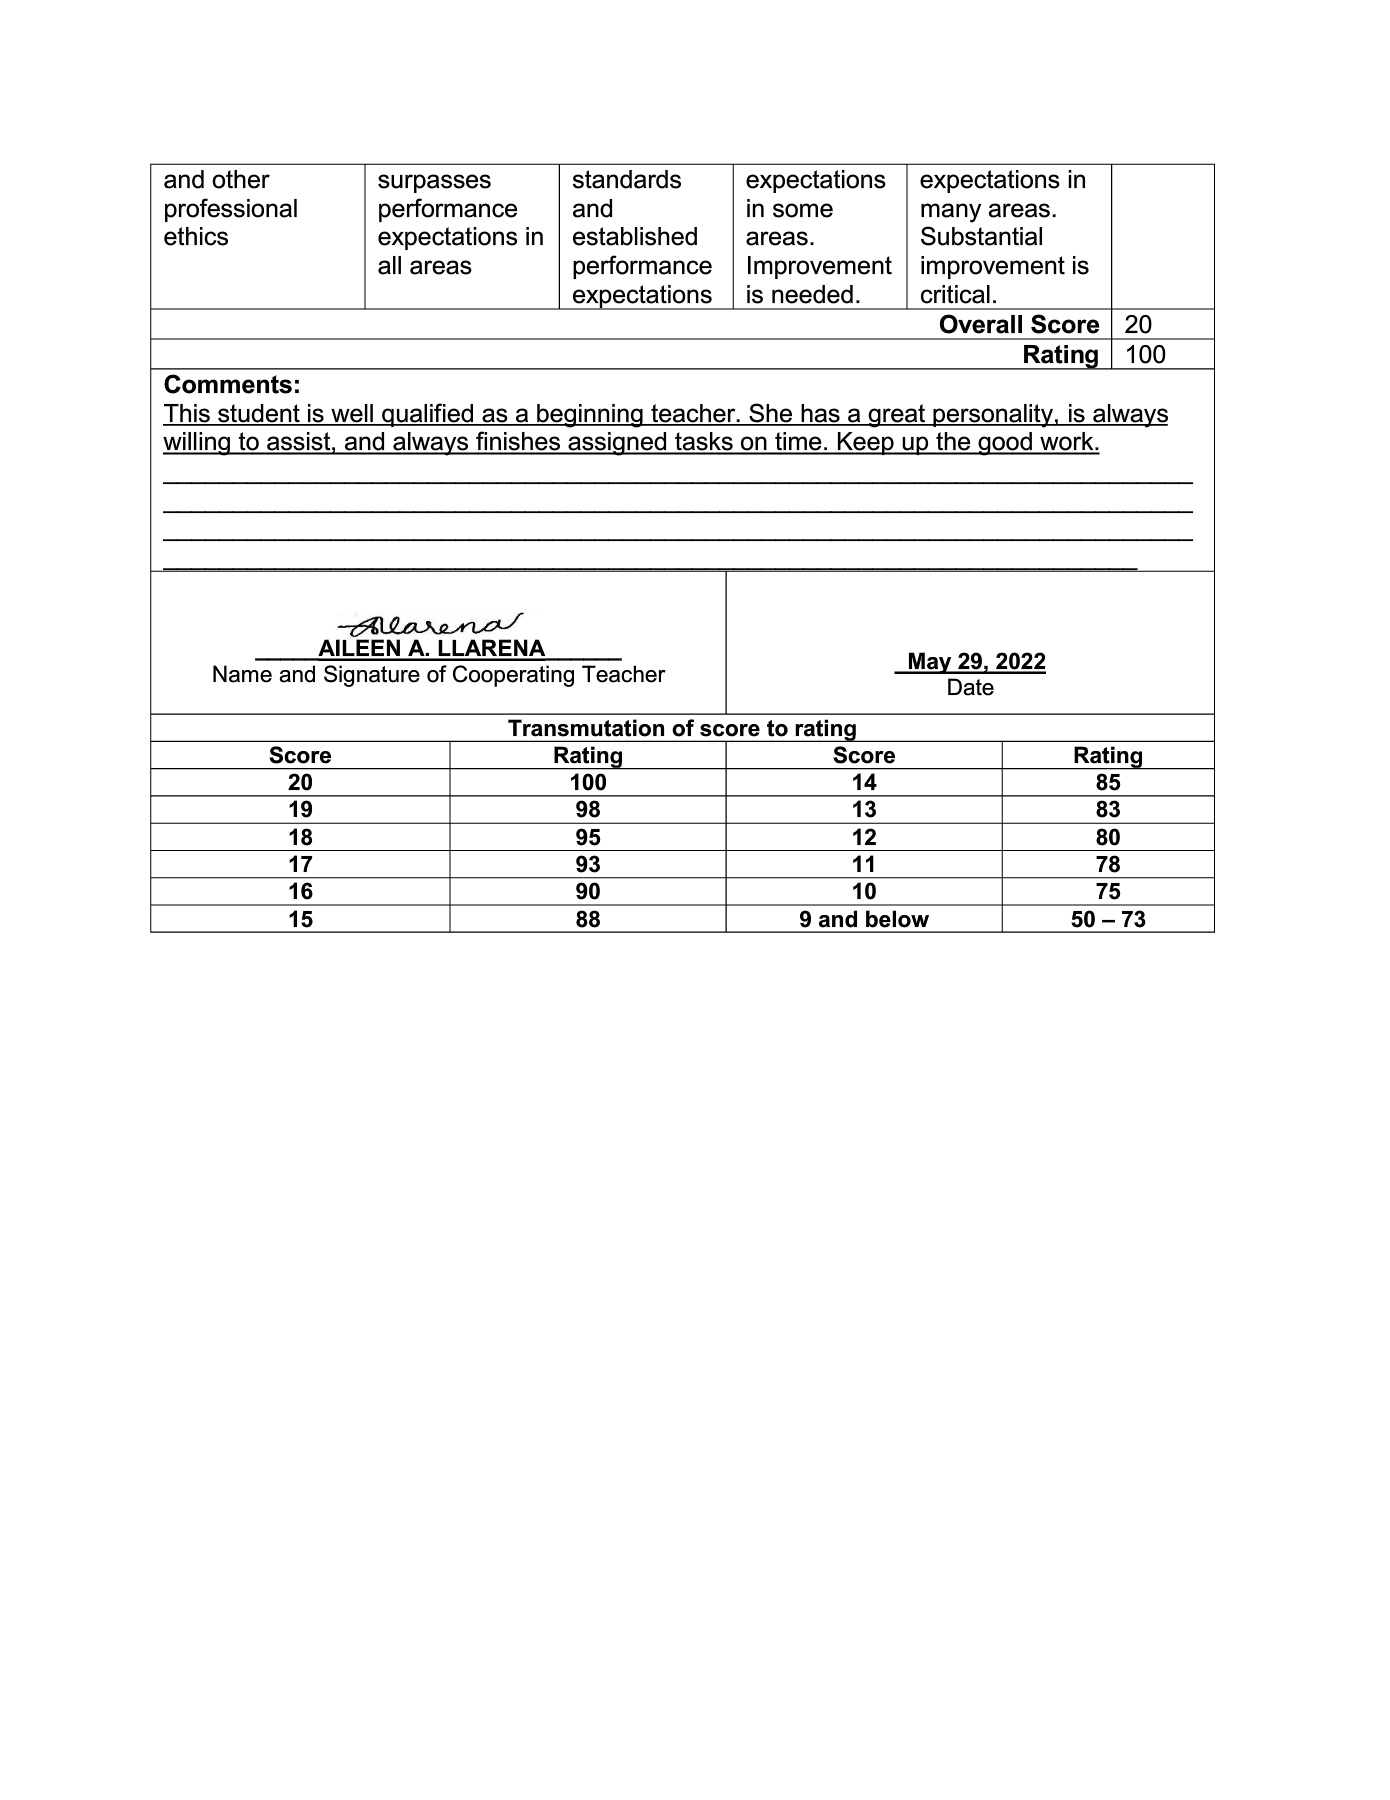 and other surpasses standards expectations expectations in
professional performance and in some many areas.
ethics expectations in established areas. Substantial
all areas performance Improvement improvement is
expectations is needed. critical.
Overall Score 20
Rating 100
Comments:
This student is well qualified as a beginning teacher. She has a great personality, is always
willing to assist, and always finishes assigned tasks on time. Keep up the good work.
Allarena
AILEEN A. LLARENA
Name and Signature of Cooperating Teacher
May 29, 2022
Date
Transmutation of score to rating
Score Rating Score Rating
20 100 14 85
19 98 13 83
18 95 12 80
17 93 11 78
16 90 10 75
15 88 9 and below 50 – 73